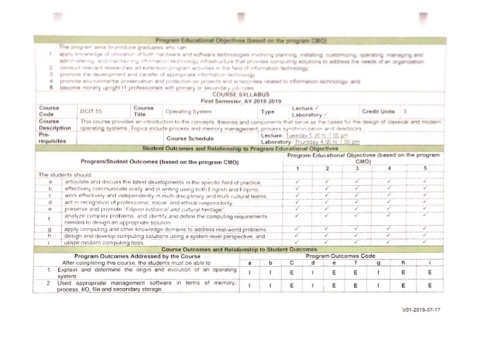 Program Educational Objectives (based on the program CMO)
The program aims to produce graduates who can
1. apply knowledge of utilization of both hardware and software technologies involving planning, installing, customizing, operating, managing and
administering, and maintaining information technology infrastructure that provides computing solutions to address the needs of an organization
2. conduct relevant researches and extension program activities in the field of information technology
3. promote the development and transfer of appropriate information technology
4. promote environmental preservation and protection on projects and enterprises related to information technology, and
5. become morally upright IT professionals with primary or secondary job roles
COURSE SYLLABUS
First Semester, AY 2018-2019
Course Code DCIT 55 Course Title Operating System Type Lecture ✓ Laboratory ✓ Credit Units 3
Course Description This course provides an introduction to the concepts, theories and components that serve as the bases for the design of classical and modern
operating systems. Topics include process and memory management, process synchronization and deadlocks
Pre-requisites Course Schedule Lecture: Tuesday 5:00 to 7:00 pm
Laboratory: Thursday 4:00 to 7:00 pm
Student Outcomes and Relationship to Program Educational Objectives
Program/Student Outcomes (based on the program CMO) Program Educational Objectives (based on the program CMO)
1 2 3 4 5
The students should
a articulate and discuss the latest developments in the specific field of practice, ✓ ✓ ✓ ✓ ✓
b effectively communicate orally and in writing using both English and Filipino, ✓ ✓ ✓ ✓ ✓
c work effectively and independently in multi-disciplinary and multi-cultural teams, ✓ ✓ ✓ ✓ ✓
d act in recognition of professional, social, and ethical responsibility, ✓ ✓ ✓ ✓ ✓
e preserve and promote "Filipino historical and cultural heritage", ✓ ✓ ✓ ✓ ✓
f analyze complex problems, and identify and define the computing requirements ✓ ✓ ✓ ✓ ✓
needed to design an appropriate solution,
g apply computing and other knowledge domains to address real-world problems, ✓ ✓ ✓ ✓ ✓
h design and develop computing solutions using a system-level perspective, and ✓ ✓ ✓ ✓ ✓
i utilize modern computing tools ✓ ✓ ✓ ✓ ✓
Course Outcomes and Relationship to Student Outcomes
Program Outcomes Addressed by the Course Program Outcomes Code
After completing this course, the students must be able to a b C d e f g h i
1. Explain and determine the origin and evolution of an operating I I E I E E I E E
system
2. Used appropriate management software in terms of memory, I I E I E E I E E
process, I/O, file and secondary storage
V01-2018-07-17